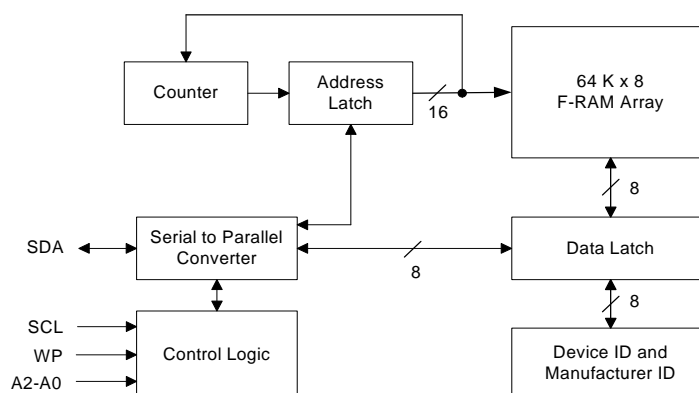 Counter
Address
Latch
16
64 K x 8
F-RAM Array
8
SDA
Serial to Parallel
Converter
8
Data Latch
8
SCL
WP
A2-A0
Control Logic
Device ID and
Manufacturer ID